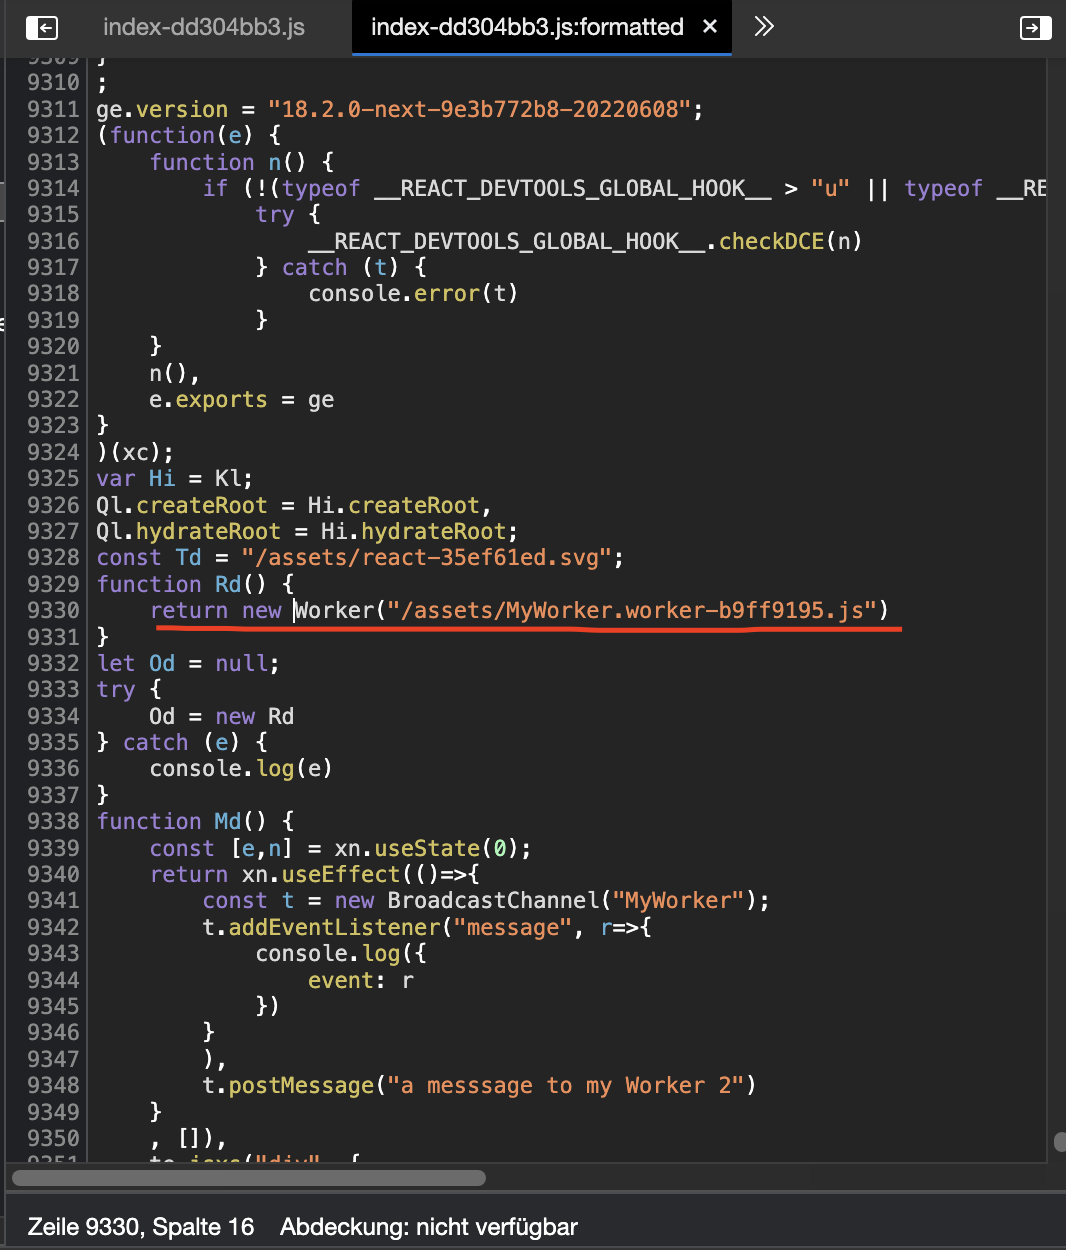 index-dd304bb3.js index-dd304bb3.js:formatted ×
9309 }
9310 ;
9311 ge.version = "18.2.0-next-9e3b772b8-20220608";
9312 (function(e) {
9313 function n() {
9314 if (!(typeof __REACT_DEVTOOLS_GLOBAL_HOOK__ > "u" || typeof __RE
9315 try {
9316 __REACT_DEVTOOLS_GLOBAL_HOOK__.checkDCE(n)
9317 } catch (t) {
9318 console.error(t)
9319 }
9320 }
9321 n(),
9322 e.exports = ge
9323 }
9324 )(xc);
9325 var Hi = Kl;
9326 Ql.createRoot = Hi.createRoot,
9327 Ql.hydrateRoot = Hi.hydrateRoot;
9328 const Td = "/assets/react-35ef61ed.svg";
9329 function Rd() {
9330 return new Worker("/assets/MyWorker.worker-b9ff9195.js")
9331 }
9332 let Od = null;
9333 try {
9334 Od = new Rd
9335 } catch (e) {
9336 console.log(e)
9337 }
9338 function Md() {
9339 const [e,n] = xn.useState(0);
9340 return xn.useEffect(()=>{
9341 const t = new BroadcastChannel("MyWorker");
9342 t.addEventListener("message", r=>{
9343 console.log({
9344 event: r
9345 })
9346 }
9347 ),
9348 t.postMessage("a messsage to my Worker 2")
9349 }
9350 , []),
9351
Zeile 9330, Spalte 16 Abdeckung: nicht verfügbar